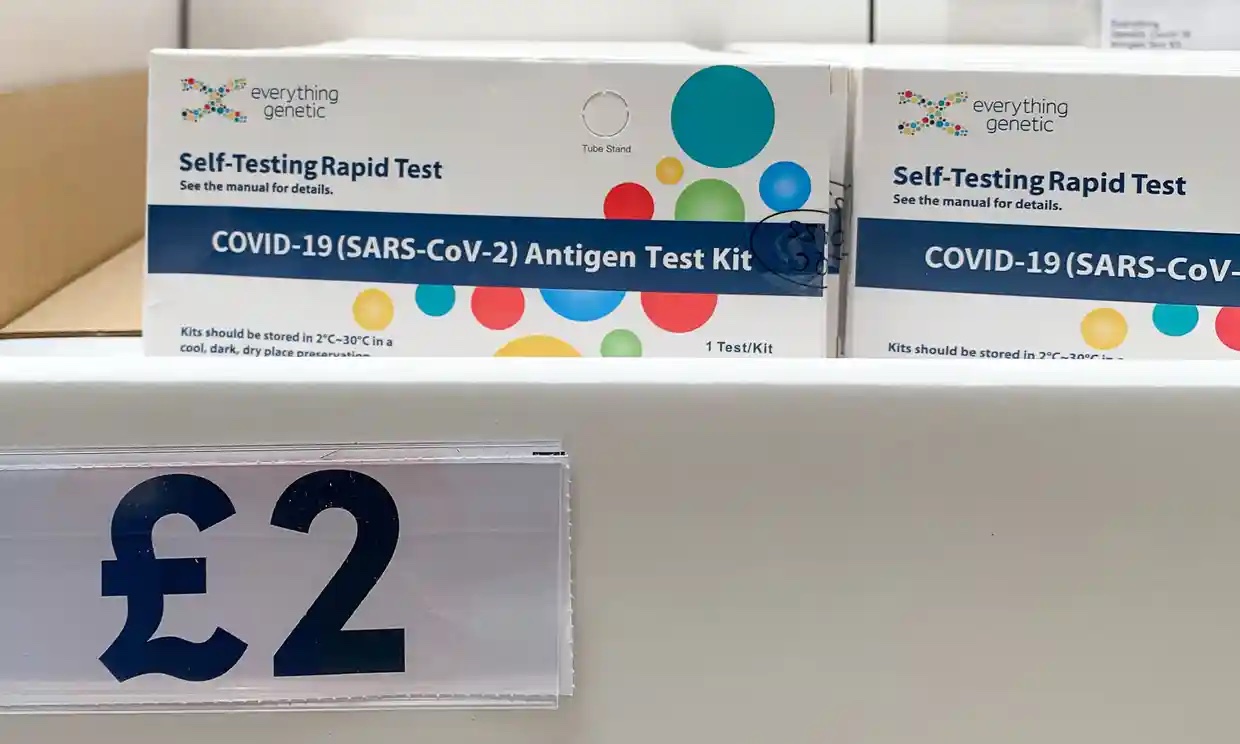 everything
genetic
Tube Stand
Self-Testing Rapid Test
See the manual for details.
COVID-19 (SARS-CoV-2) Antigen Test Kit
Kits should be stored in 2°C~30°C in a
cool, dark, dry place preservation
1 Test/Kit
everything
genetic
Self-Testing Rapid Test
See the manual for details.
COVID-19 (SARS-CoV-
Kits should be stored in 2°C~30°C in
£2